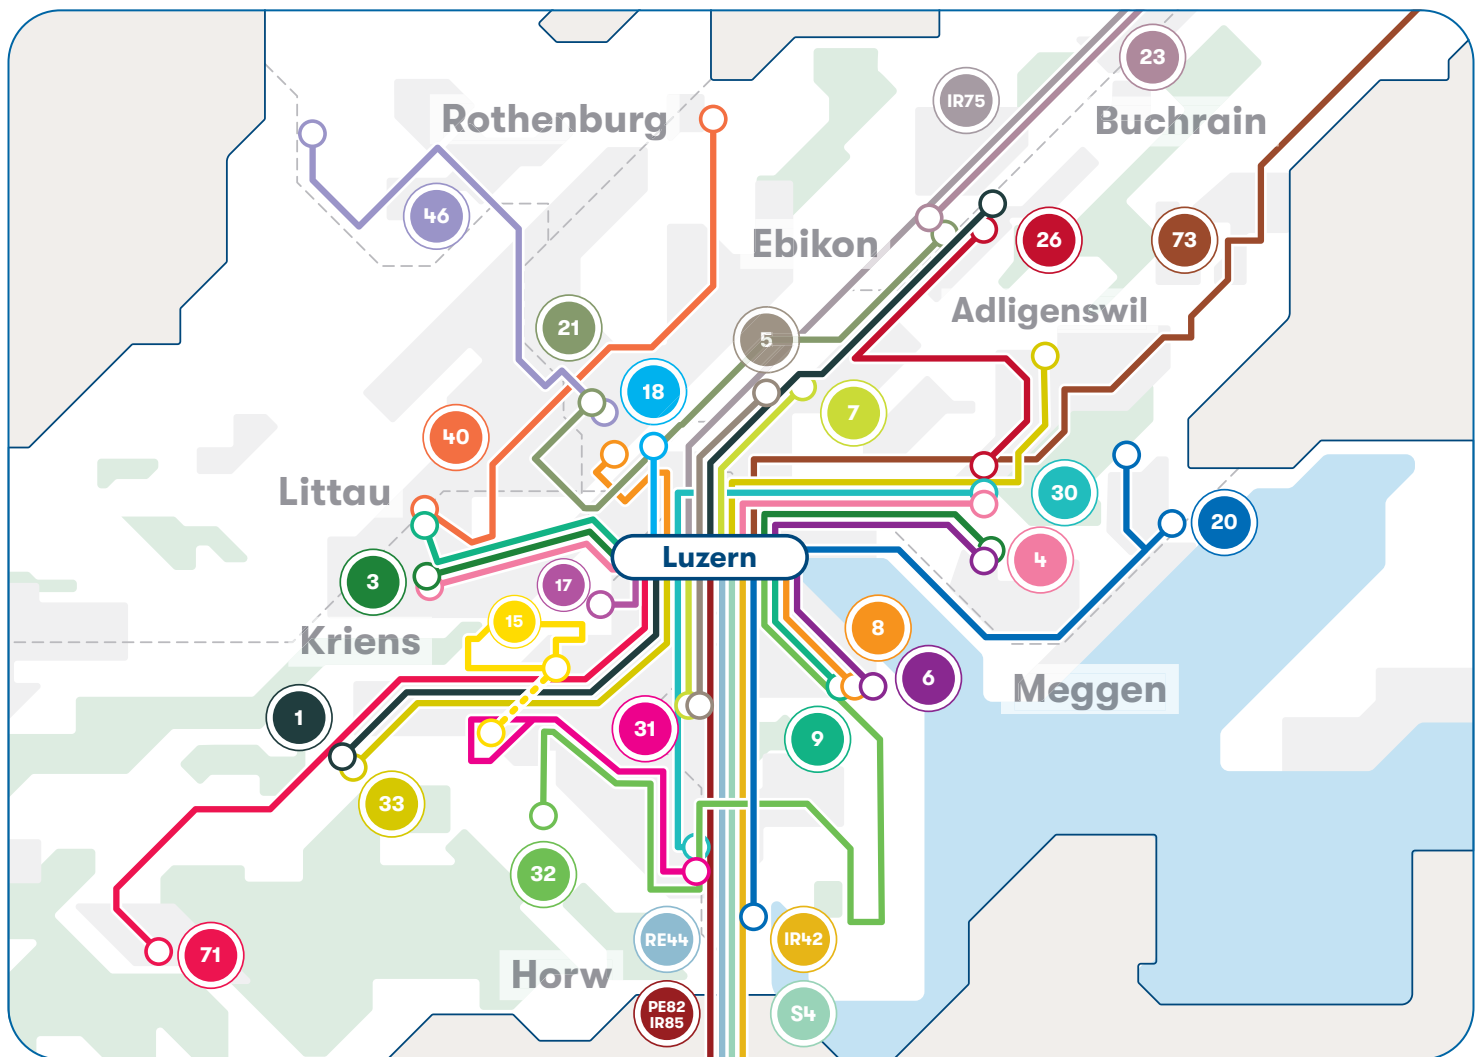 23
IR75
Rothenburg
Buchrain
46
26
73
Ebikon
Adligenswil
21
5
18
7
40
Littau
30
20
Luzern
4
3
17
15
8
Kriens
6
Meggen
1
31
9
33
32
71
RE44
IR42
Horw
PE82
IR85
S4